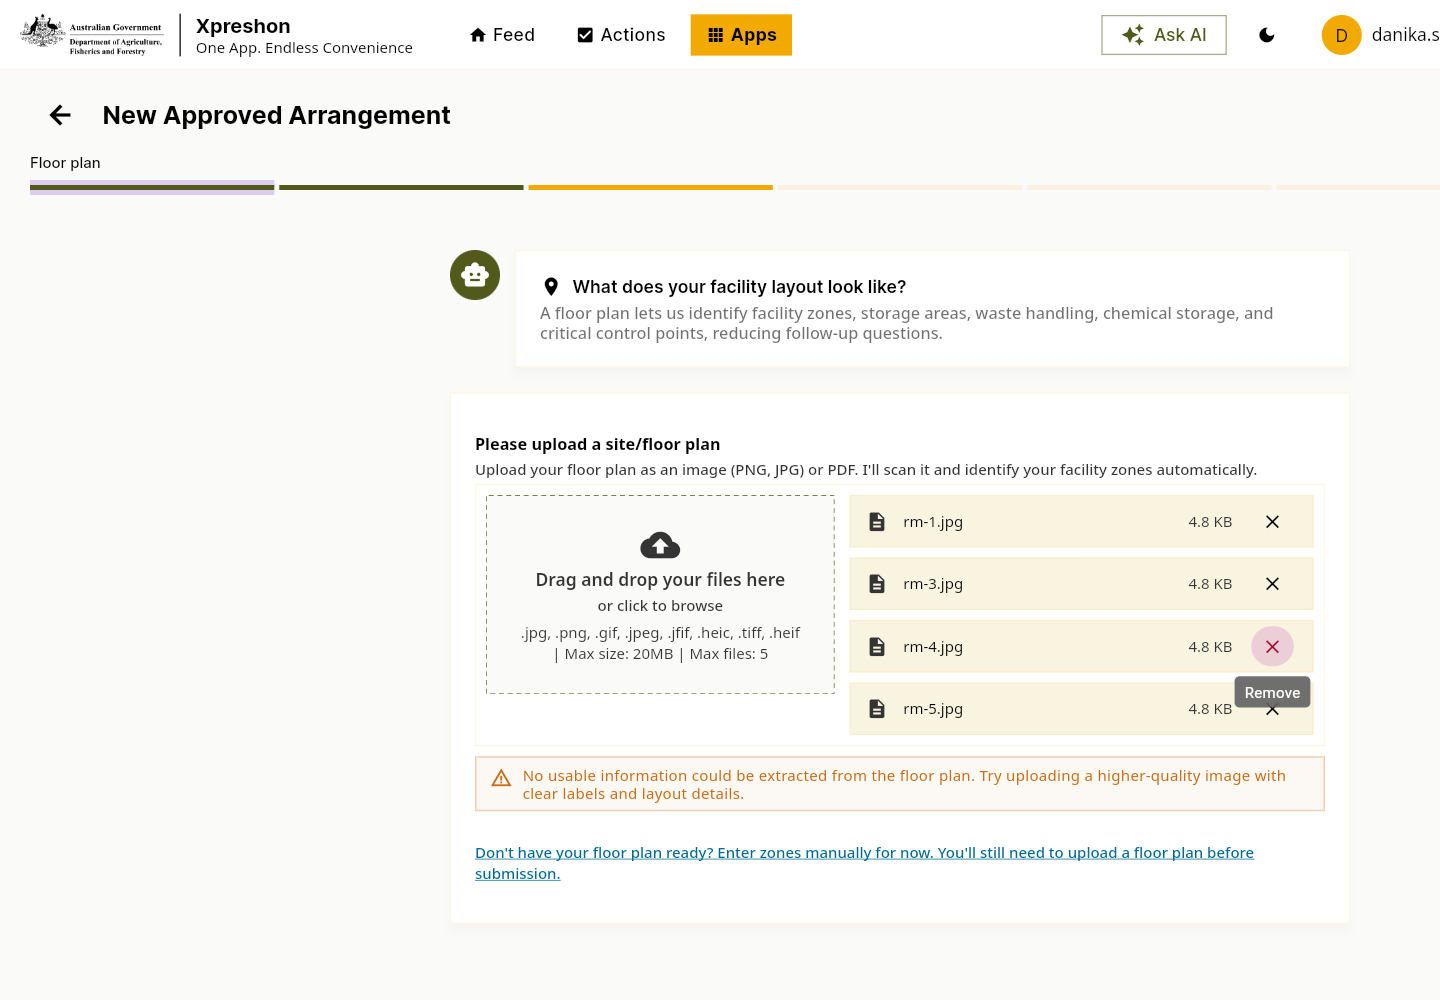 Australian Government
Department of Agriculture,
Fisheries and Forestry
Xpreshon
One App. Endless Convenience
Feed
Actions
Apps
Ask AI
D
danika.s
New Approved Arrangement
Floor plan
What does your facility layout look like?
A floor plan lets us identify facility zones, storage areas, waste handling, chemical storage, and
critical control points, reducing follow-up questions.
Please upload a site/floor plan
Upload your floor plan as an image (PNG, JPG) or PDF. I'll scan it and identify your facility zones automatically.
Drag and drop your files here
or click to browse
.jpg, .png, .gif, .jpeg, .jfif, .heic, .tiff, .heif
| Max size: 20MB | Max files: 5
rm-1.jpg 4.8 KB
rm-3.jpg 4.8 KB
rm-4.jpg 4.8 KB
Remove
rm-5.jpg 4.8 KB
No usable information could be extracted from the floor plan. Try uploading a higher-quality image with
clear labels and layout details.
Don't have your floor plan ready? Enter zones manually for now. You'll still need to upload a floor plan before
submission.